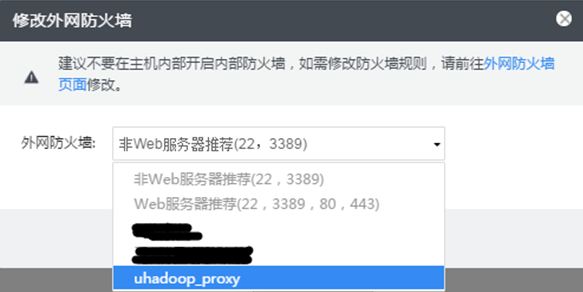 修改外网防火墙
建议不要在主机内部开启内部防火墙，如需修改防火墙规则，请前往外网防火墙
页面修改。
外网防火墙: 非Web服务器推荐(22，3389)
非Web服务器推荐(22，3389)
Web服务器推荐(22，3389，80，443)
uhadoop_proxy